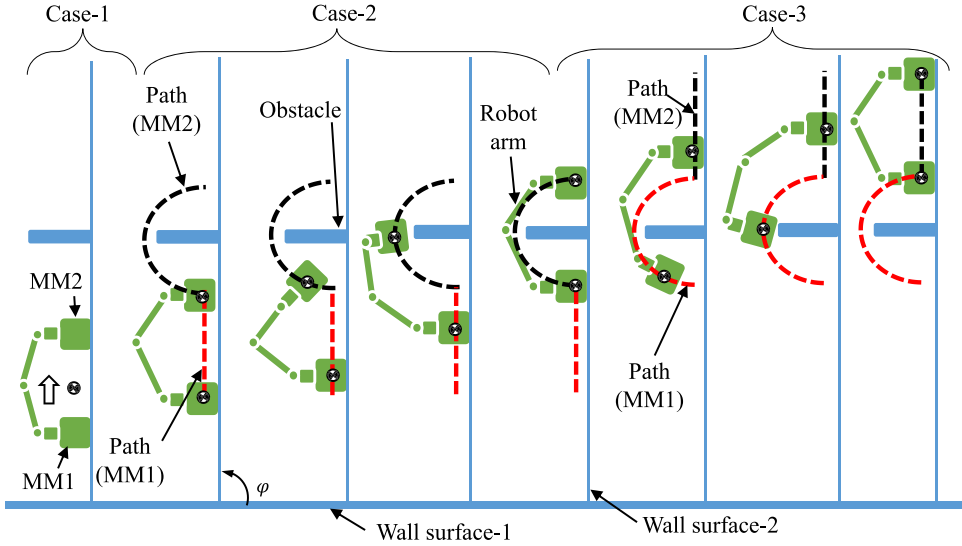 Case-1
Case-2
Case-3
Path
(MM2)
Obstacle
Robot
arm
Path
(MM2)
MM2
MM1
Path
(MM1)
φ
Path
(MM1)
Wall surface-1
Wall surface-2